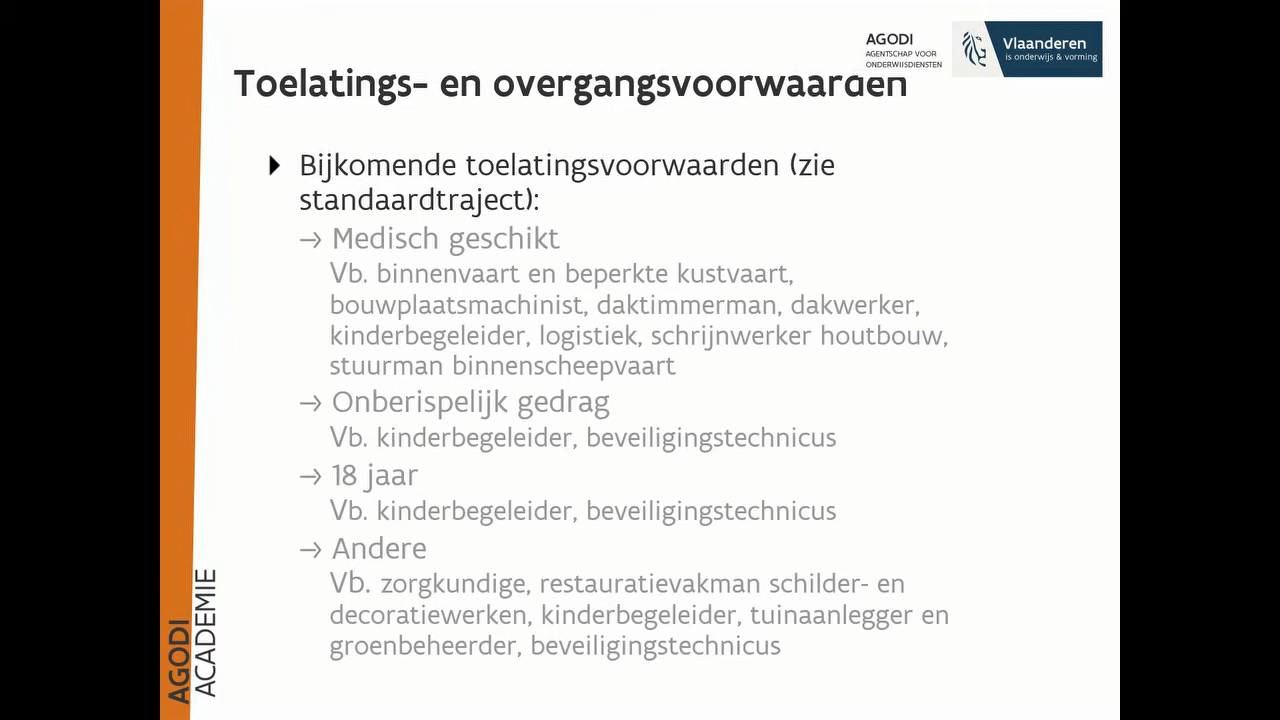 AGODI
AGENTSCHAP VOOR
ONDERWIJSDIENSTEN
Vlaanderen
is onderwijs & vorming
Toelatings- en overgangsvoorwaarden
Bijkomende toelatingsvoorwaarden (zie
standaardtraject):
→ Medisch geschikt
Vb. binnenvaart en beperkte kustvaart,
bouwplaatsmachinist, daktimmerman, dakwerker,
kinderbegeleider, logistiek, schrijnwerker houtbouw,
stuurman binnenscheepvaart
→ Onberispelijk gedrag
Vb. kinderbegeleider, beveiligingstechnicus
→ 18 jaar
Vb. kinderbegeleider, beveiligingstechnicus
→ Andere
Vb. zorgkundige, restauratievakman schilder- en
decoratiewerken, kinderbegeleider, tuinaanlegger en
groenbeheerder, beveiligingstechnicus
AGODI
ACADEMIE